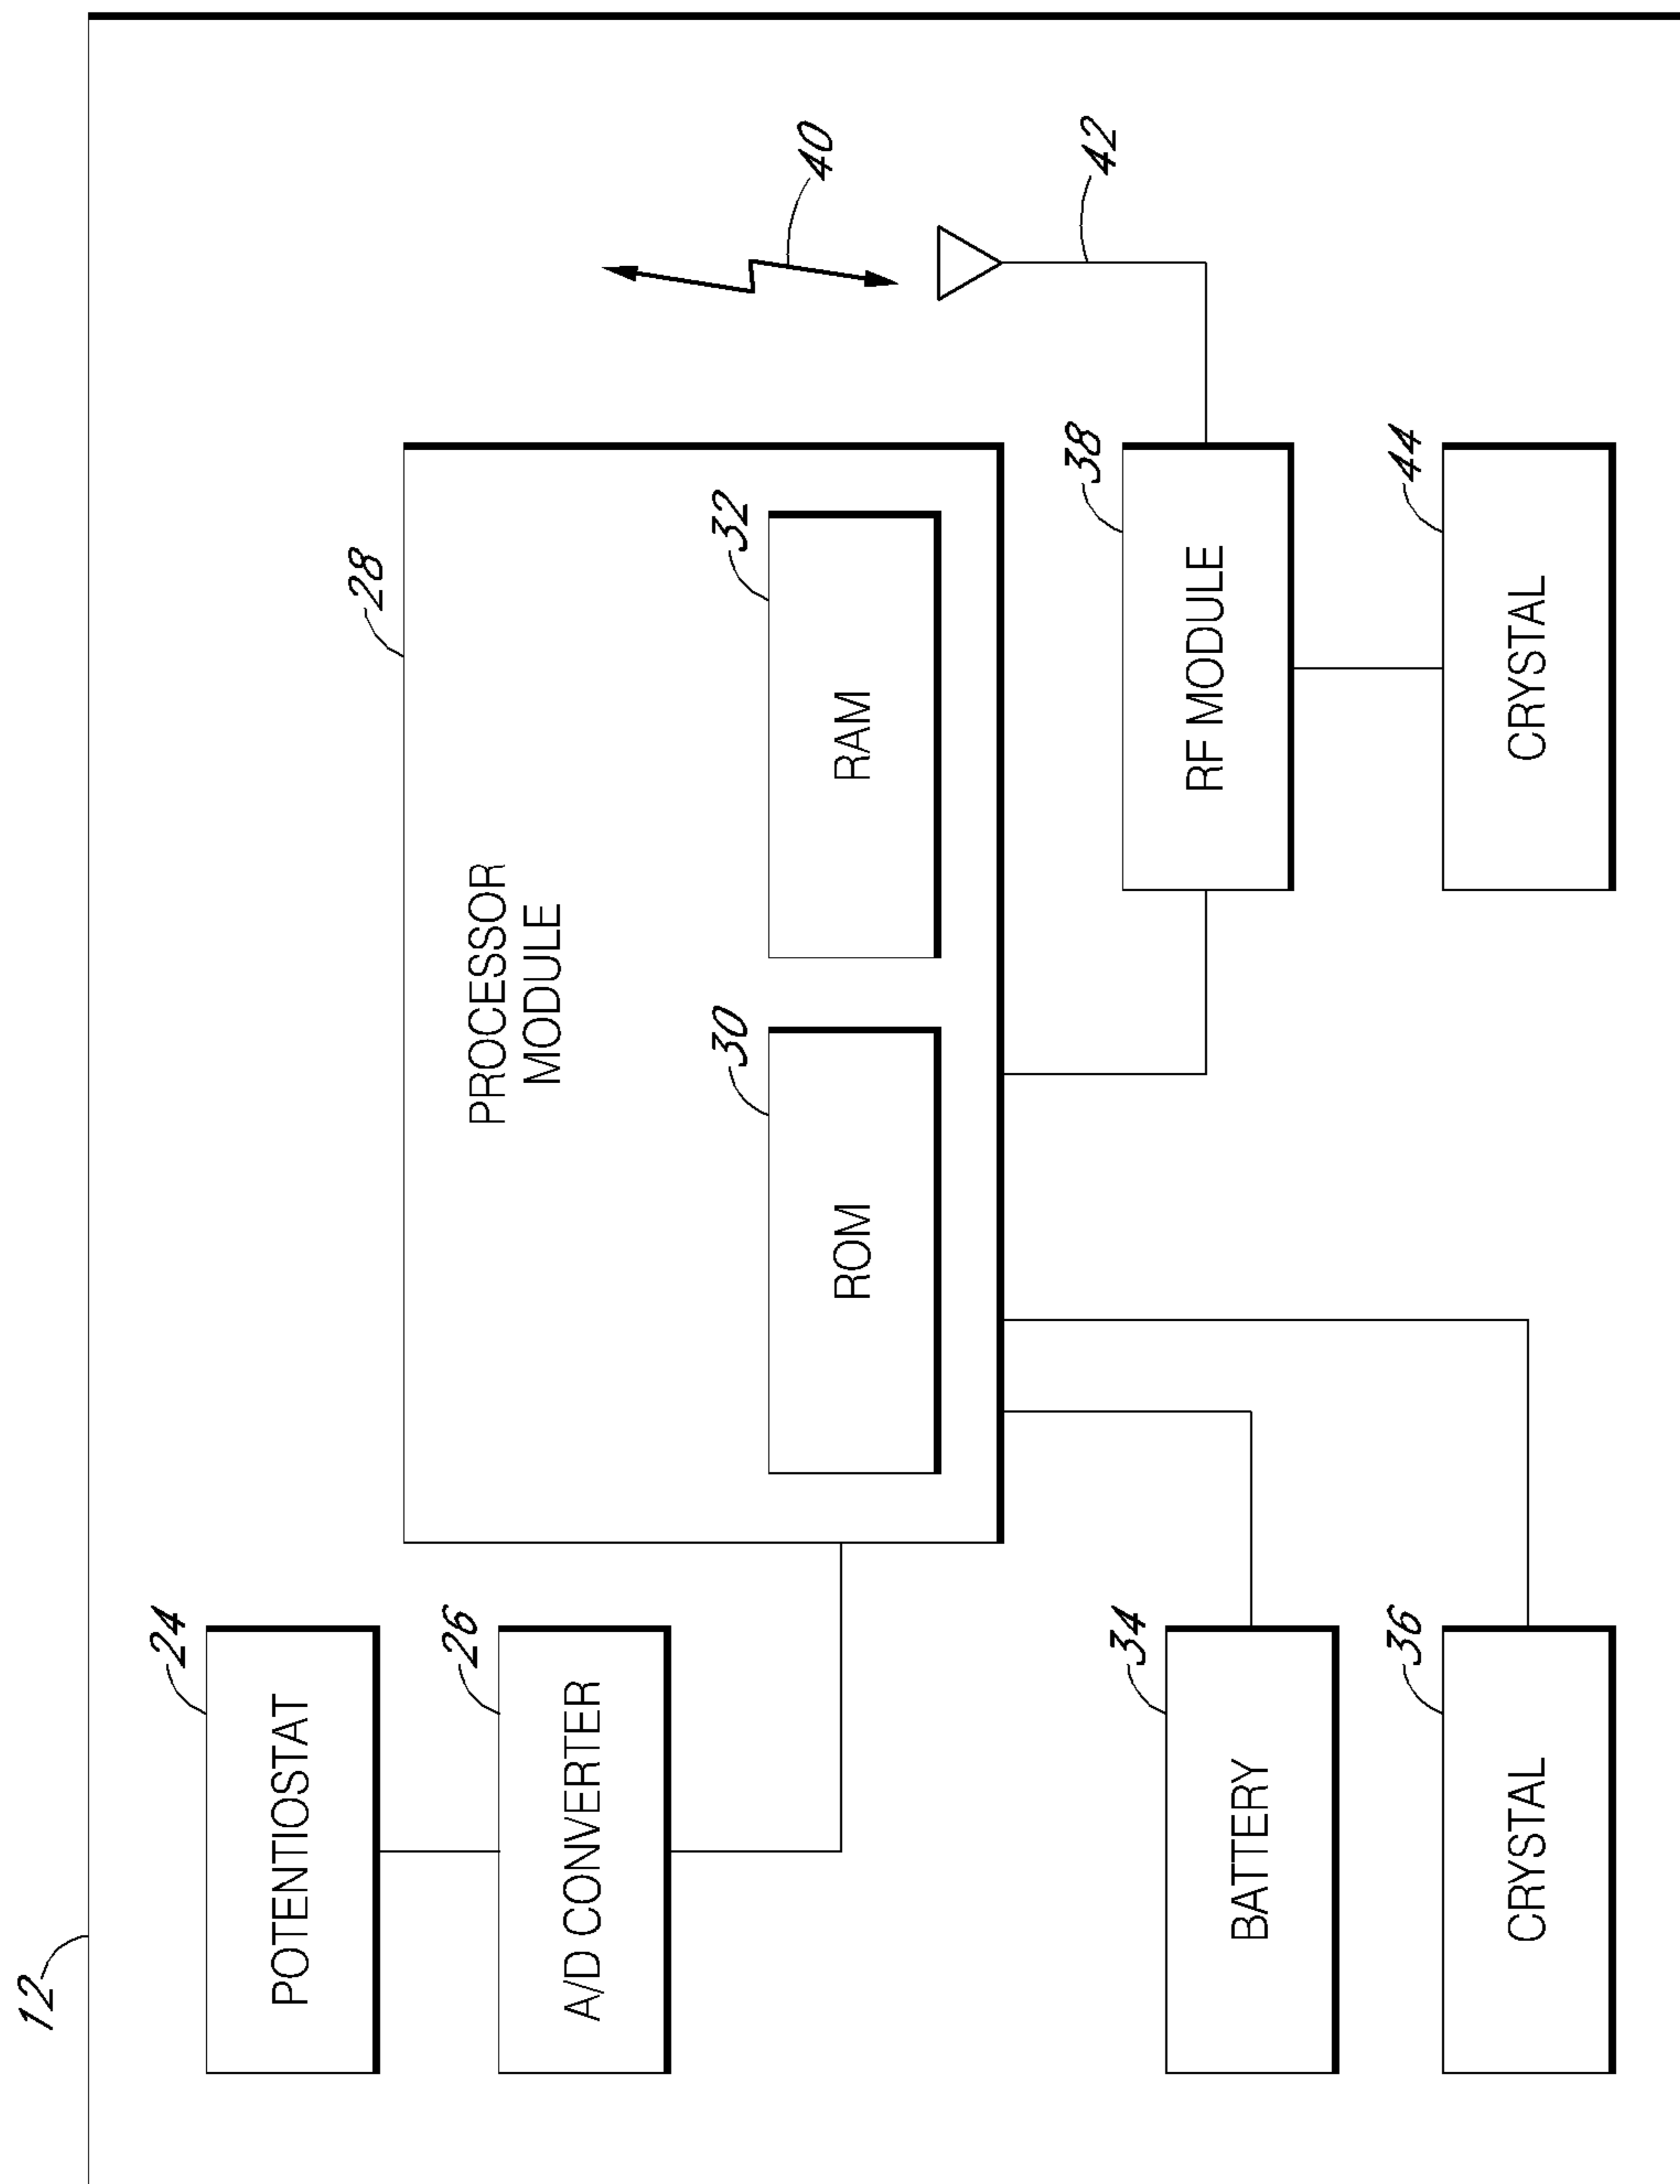 12
24
POTENTIOSTAT
26
A/D CONVERTER
28
PROCESSOR
MODULE
30
ROM
32
RAM
34
BATTERY
36
CRYSTAL
38
RF MODULE
40
42
44
CRYSTAL